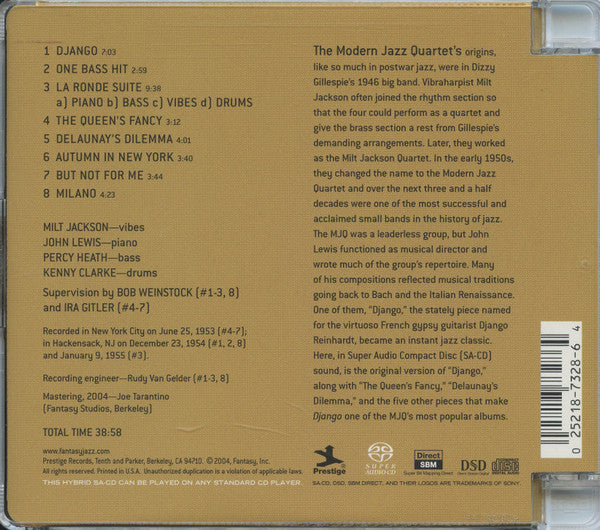 1 DJANGO 7:03
2 ONE BASS HIT 2:59
3 LA RONDE SUITE 9:38
a) PIANO b) BASS c) VIBES d) DRUMS
4 THE QUEEN'S FANCY 3:12
5 DELAUNAY'S DILEMMA 4:01
6 AUTUMN IN NEW YORK 3:40
7 BUT NOT FOR ME 3:44
8 MILANO 4:23
MILT JACKSON—vibes
JOHN LEWIS—piano
PERCY HEATH—bass
KENNY CLARKE—drums
Supervision by BOB WEINSTOCK (#1-3, 8)
and IRA GITLER (#4-7)
Recorded in New York City on June 25, 1953 (#4-7);
in Hackensack, NJ on December 23, 1954 (#1, 2, 8)
and January 9, 1955 (#3).
Recording engineer—Rudy Van Gelder (#1-3, 8)
Mastering, 2004—Joe Tarantino
(Fantasy Studios, Berkeley)
TOTAL TIME 38:58
www.fantasyjazz.com
Prestige Records, Tenth and Parker, Berkeley, CA 94710. © 2004, Fantasy, Inc.
All rights reserved. Printed in U.S.A. Unauthorized duplication is a violation of applicable laws.
THIS HYBRID SA-CD CAN BE PLAYED ON ANY STANDARD CD PLAYER.
The Modern Jazz Quartet's origins,
like so much in postwar jazz, were in Dizzy
Gillespie's 1946 big band. Vibraharpist Milt
Jackson often joined the rhythm section so
that the four could perform as a quartet and
give the brass section a rest from Gillespie's
demanding arrangements. Later, they worked
as the Milt Jackson Quartet. In the early 1950s,
they changed the name to the Modern Jazz
Quartet and over the next three and a half
decades were one of the most successful and
acclaimed small bands in the history of jazz.
The MJQ was a leaderless group, but John
Lewis functioned as musical director and
wrote much of the group's repertoire. Many
of his compositions reflected musical traditions
going back to Bach and the Italian Renaissance.
One of them, "Django," the stately piece named
for the virtuoso French gypsy guitarist Django
Reinhardt, became an instant jazz classic.
Here, in Super Audio Compact Disc (SA-CD)
sound, is the original version of "Django,"
along with "The Queen's Fancy," "Delaunay's
Dilemma," and the five other pieces that make
Django one of the MJQ's most popular albums.
Prestige
SUPER AUDIO CD
Direct SBM
Super Bit Mapping Direct
DSD
Direct Stream Digital
COMPACT disc DIGITAL AUDIO
SA-CD, DSD, SBM DIRECT, AND THEIR LOGOS ARE TRADEMARKS OF SONY.
0 25218-7328-6 4